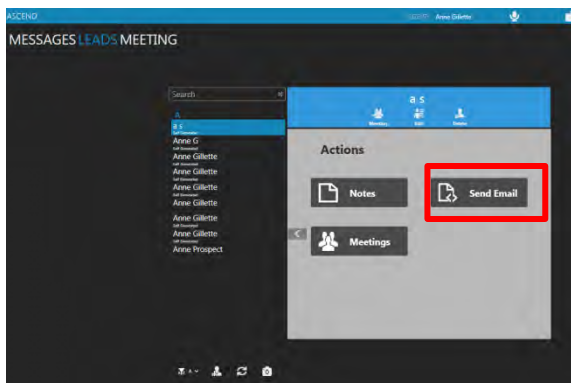 ASCEND
Anne Gillette
MESSAGES LEADS MEETING
Search
A
a s
Anne G
Anne Gillette
Anne Gillette
Anne Gillette
Anne Gillette
Anne Gillette
Anne Gillette
Anne Prospect
a s
Edit
Actions
Notes
Send Email
Meetings